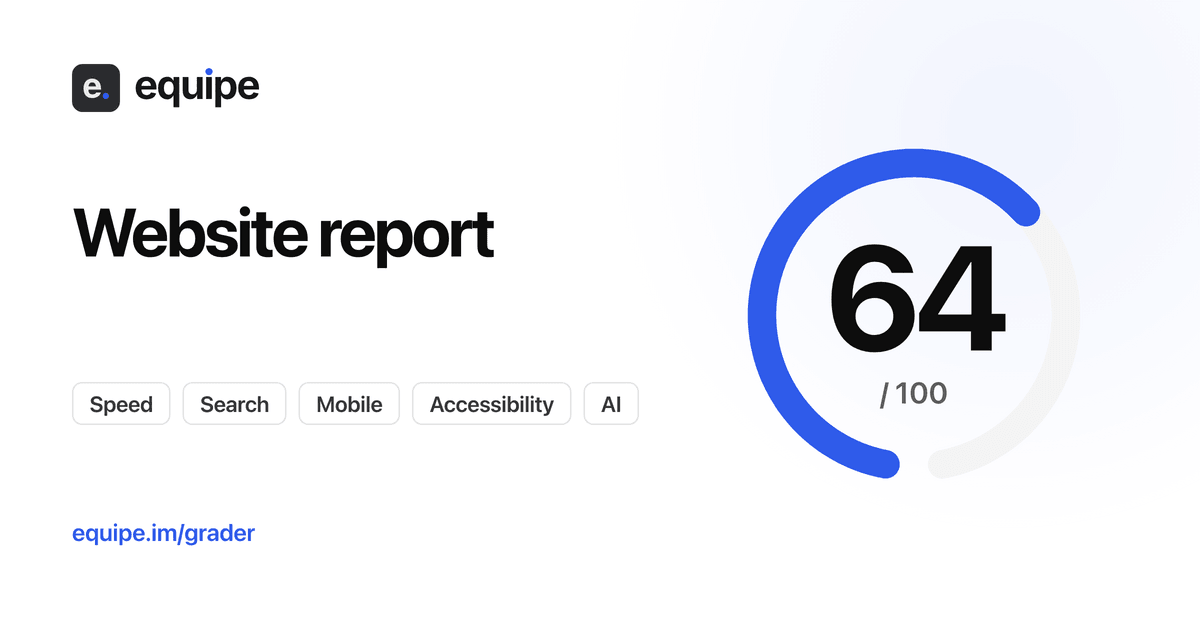 e.
equipe
Website report
64
/ 100
Speed
Search
Mobile
Accessibility
AI
equipe.im/grader